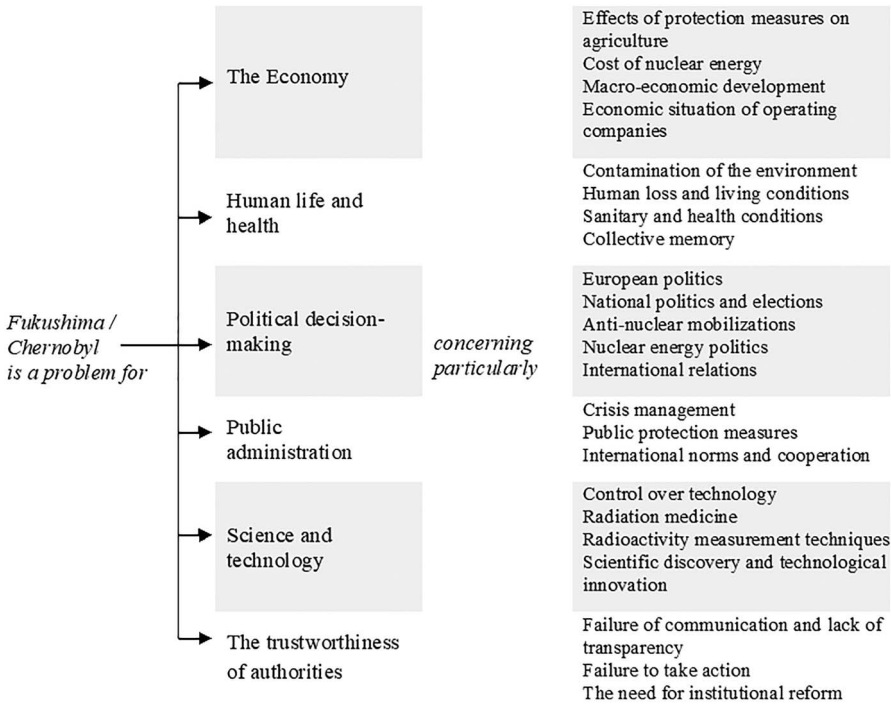 Fukushima /
Chernobyl
is a problem for
The Economy
Human life and
health
Political decision-
making
Public
administration
Science and
technology
The trustworthiness
of authorities
concerning
particularly
Effects of protection measures on
agriculture
Cost of nuclear energy
Macro-economic development
Economic situation of operating
companies
Contamination of the environment
Human loss and living conditions
Sanitary and health conditions
Collective memory
European politics
National politics and elections
Anti-nuclear mobilizations
Nuclear energy politics
International relations
Crisis management
Public protection measures
International norms and cooperation
Control over technology
Radiation medicine
Radioactivity measurement techniques
Scientific discovery and technological
innovation
Failure of communication and lack of
transparency
Failure to take action
The need for institutional reform